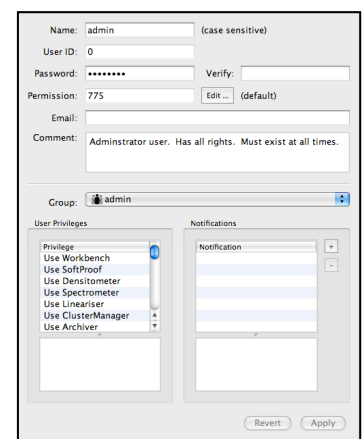 Name: admin (case sensitive)
User ID: 0
Password: •••••••• Verify:
Permission: 775 Edit ... (default)
Email:
Comment: Adminstrator user. Has all rights. Must exist at all times.
Group: admin
User Privileges Notifications
Privilege Notification +
Use Workbench −
Use SoftProof
Use Densitometer
Use Spectrometer
Use Lineariser
Use ClusterManager
Use Archiver
Revert Apply